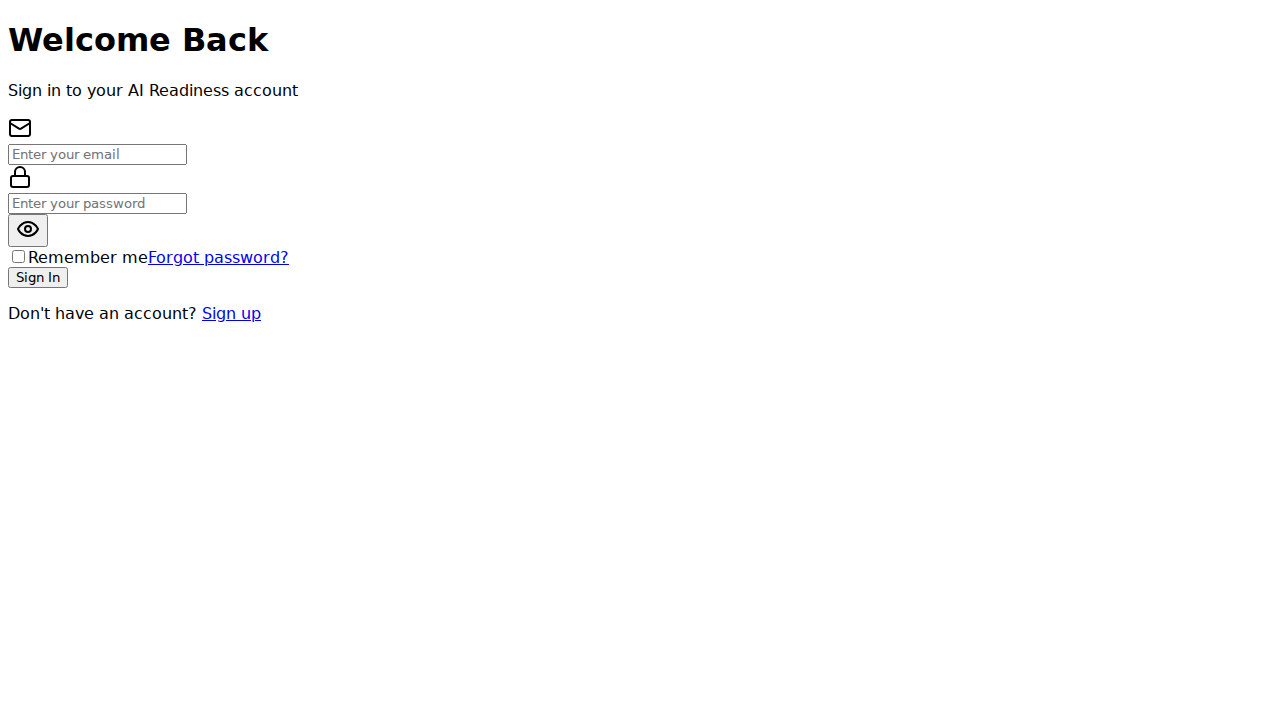 Welcome Back
Sign in to your AI Readiness account
Enter your email
Enter your password
Remember meForgot password?
Sign In
Don't have an account? Sign up